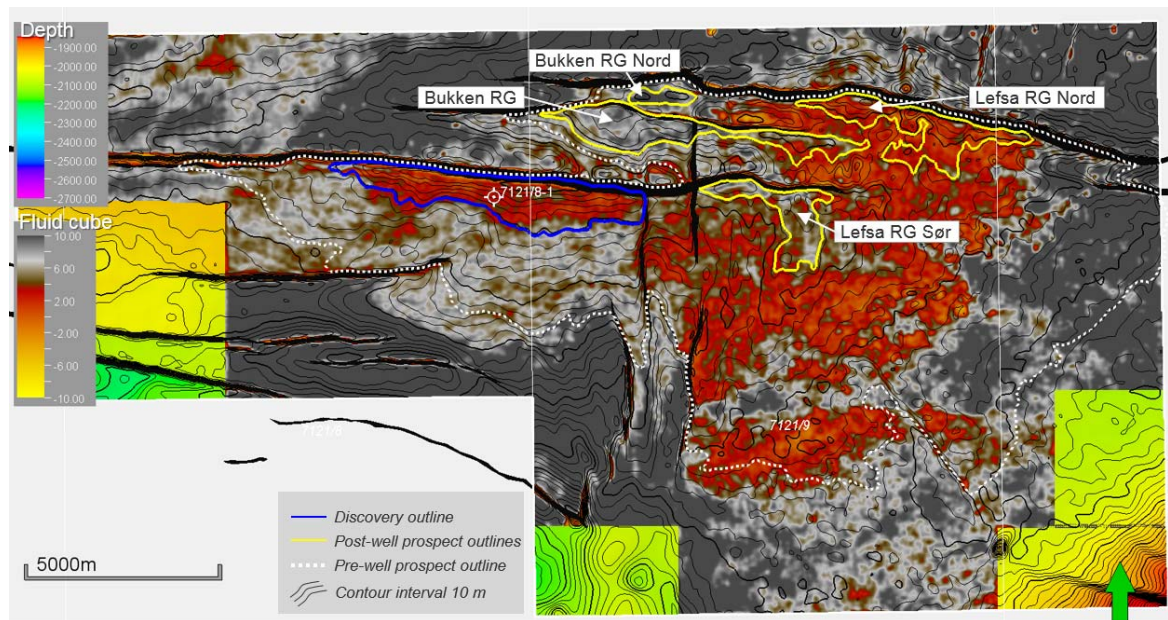 Depth
-1900.00
-2000.00
-2100.00
-2200.00
-2300.00
-2500.00
-2600.00
-2700.00
Fluid cube
10.00
6.00
2.00
-2.00
-6.00
-10.00
Bukken RG Nord
Bukken RG
Lefsa RG Nord
7121/8-1
Lefsa RG Sør
7121/8
7121/9
Discovery outline
Post-well prospect outlines
Pre-well prospect outline
Contour interval 10 m
5000m